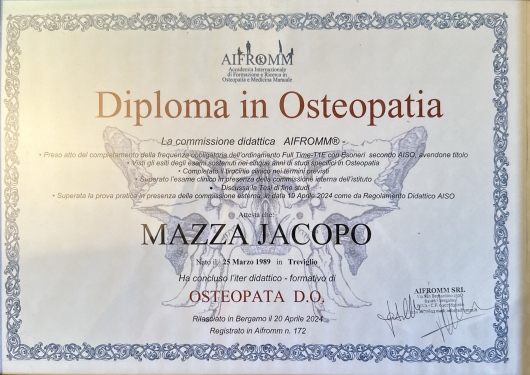 AIFROMM
Accademia Internazionale
di Formazione e Ricerca in
Osteopatia e Medicina Manuale
Diploma in Osteopatia
La commissione didattica AIFROMM® -
• Preso atto del completamento della frequenza obbligatoria dell'ordinamento Full Time-T1E con Esoneri secondo AISO, avendone titolo
• Visti gli esiti degli esami sostenuti nei cinque anni di studi specifici in Osteopatia
• Completato il tirocinio clinico nei termini previsti
• Superato l'esame clinico in presenza della commissione interna dell'Istituto
• Discussa la Tesi di fine studi
• Superata la prova pratica in presenza della commissione esterna in data 19 Aprile 2024 come da Regolamento Didattico AISO
Attesta che:
MAZZA JACOPO
Nato il 25 Marzo 1989 in Treviglio
Ha concluso l'iter didattico - formativo di
OSTEOPATA D.O.
AIFROMM SRL
Rilasciato in Bergamo il 20 Aprile 2024
Registrato in Aifromm n. 172